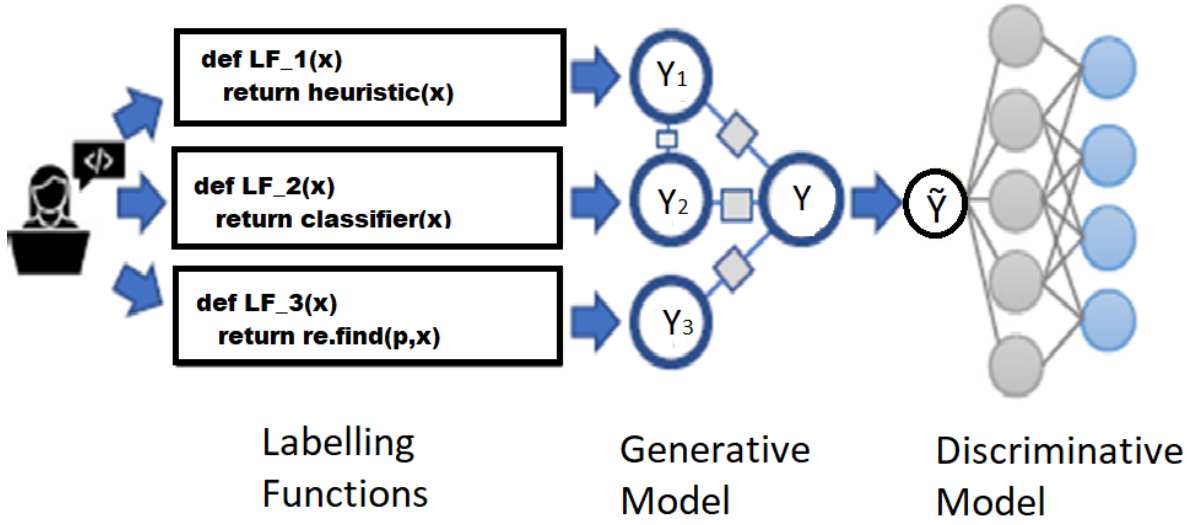 </>
def LF_1(x)
return heuristic(x)
def LF_2(x)
return classifier(x)
def LF_3(x)
return re.find(p,x)
Y1
Y2
Y3
Y
Ỹ
Labelling
Functions
Generative
Model
Discriminative
Model